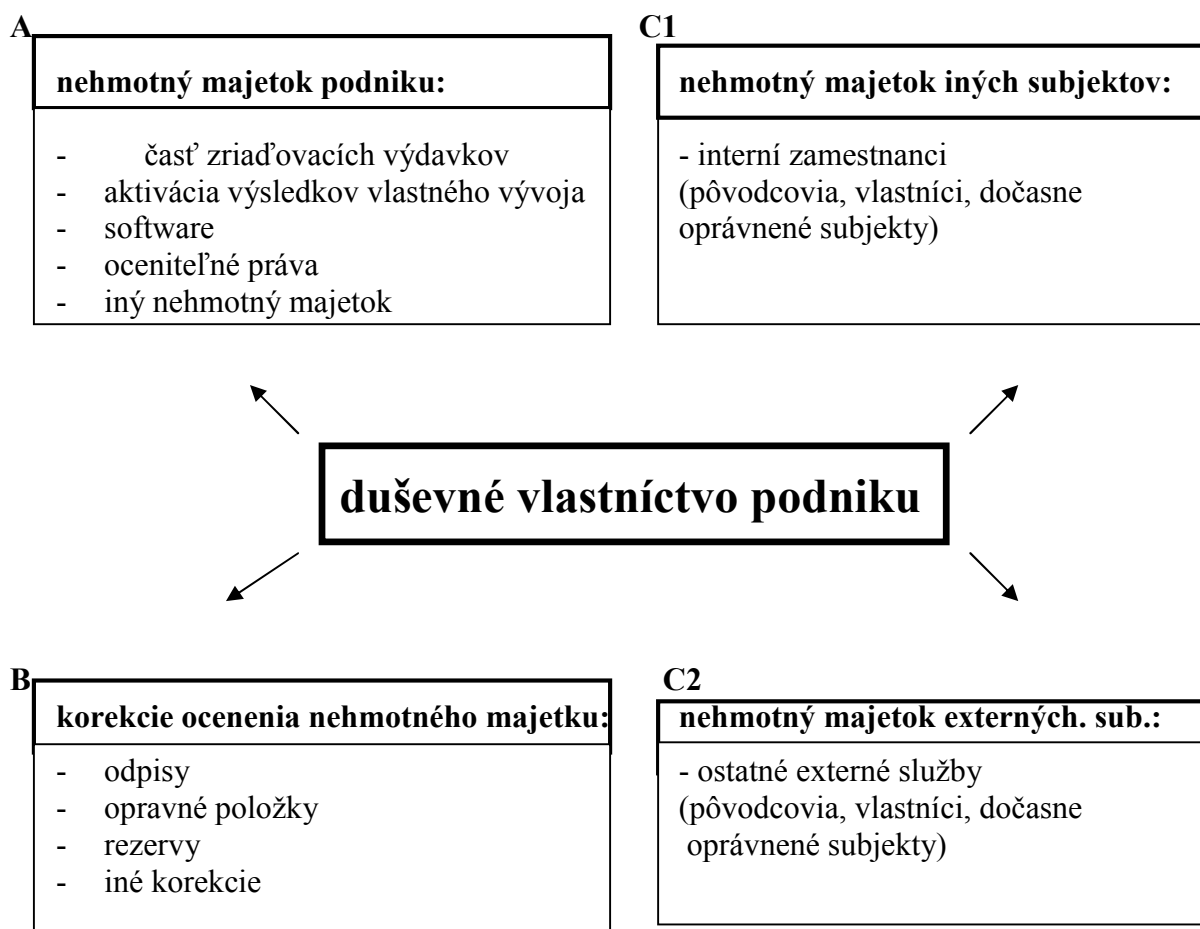 A
nehmotný majetok podniku:
- časť zriaďovacích výdavkov
- aktivácia výsledkov vlastného vývoja
- software
- oceniteľné práva
- iný nehmotný majetok
C1
nehmotný majetok iných subjektov:
- interní zamestnanci
(pôvodcovia, vlastníci, dočasne
oprávnené subjekty)
duševné vlastníctvo podniku
B
korekcie ocenenia nehmotného majetku:
- odpisy
- opravné položky
- rezervy
- iné korekcie
C2
nehmotný majetok externých. sub.:
- ostatné externé služby
(pôvodcovia, vlastníci, dočasne
oprávnené subjekty)